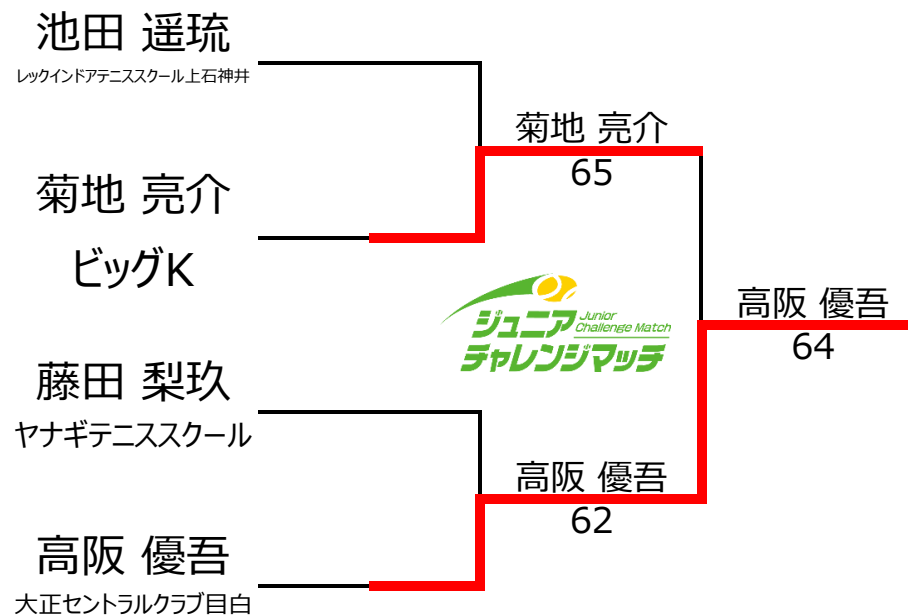 池田 遥琉
レックインドアテニススクール上石神井
菊地 亮介
65
菊地 亮介
ビッグK
ジュニア Junior
Challenge Match
チャレンジマッチ
高阪 優吾
64
藤田 梨玖
ヤナギテニススクール
高阪 優吾
62
高阪 優吾
大正セントラルクラブ目白